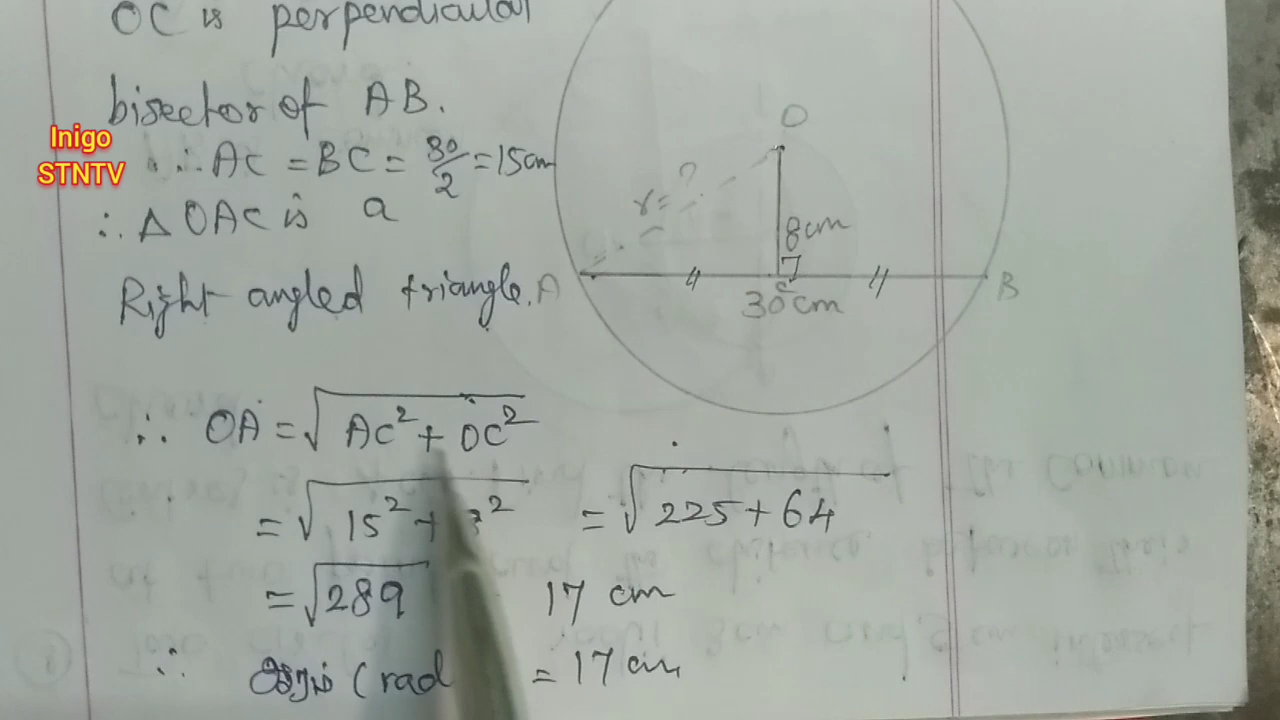 OC is perpendicular
bisector of AB.
Inigo
STNTV
∴ AC = BC = 30/2 = 15cm
∴ △ OAC is a
Right angled triangle.
O
r = ?
8cm
A
C
B
30cm
∴ OA = √(AC² + OC²)
= √(15² + 8²) = √(225 + 64)
= √289 17 cm
∴ ஆரம் (rad = 17 cm